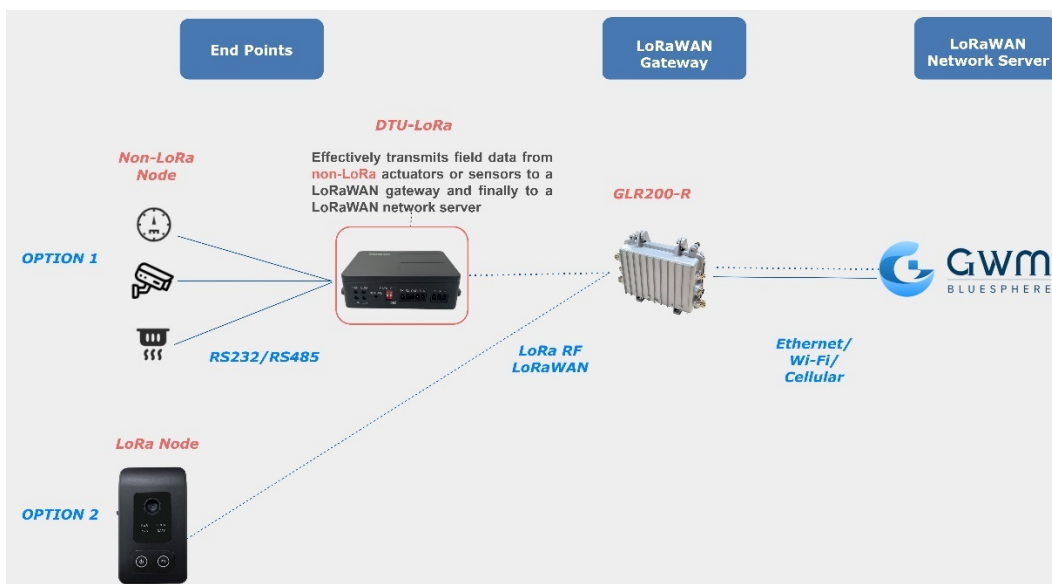 End Points
LoRaWAN
Gateway
LoRaWAN
Network Server
DTU-LoRa
Effectively transmits field data from
non-LoRa actuators or sensors to a
LoRaWAN gateway and finally to a
LoRaWAN network server
Non-LoRa
Node
GLR200-R
OPTION 1
GWM
BLUESPHERE
RS232/RS485
LoRa RF
LoRaWAN
Ethernet/
Wi-Fi/
Cellular
LoRa Node
OPTION 2